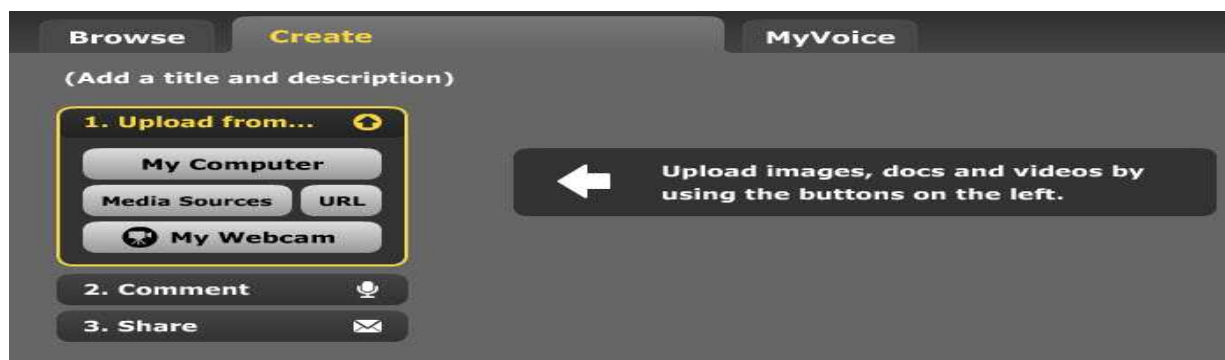 Browse Create MyVoice
(Add a title and description)
1. Upload from...
My Computer
Media Sources URL
My Webcam
2. Comment
3. Share
Upload images, docs and videos by
using the buttons on the left.